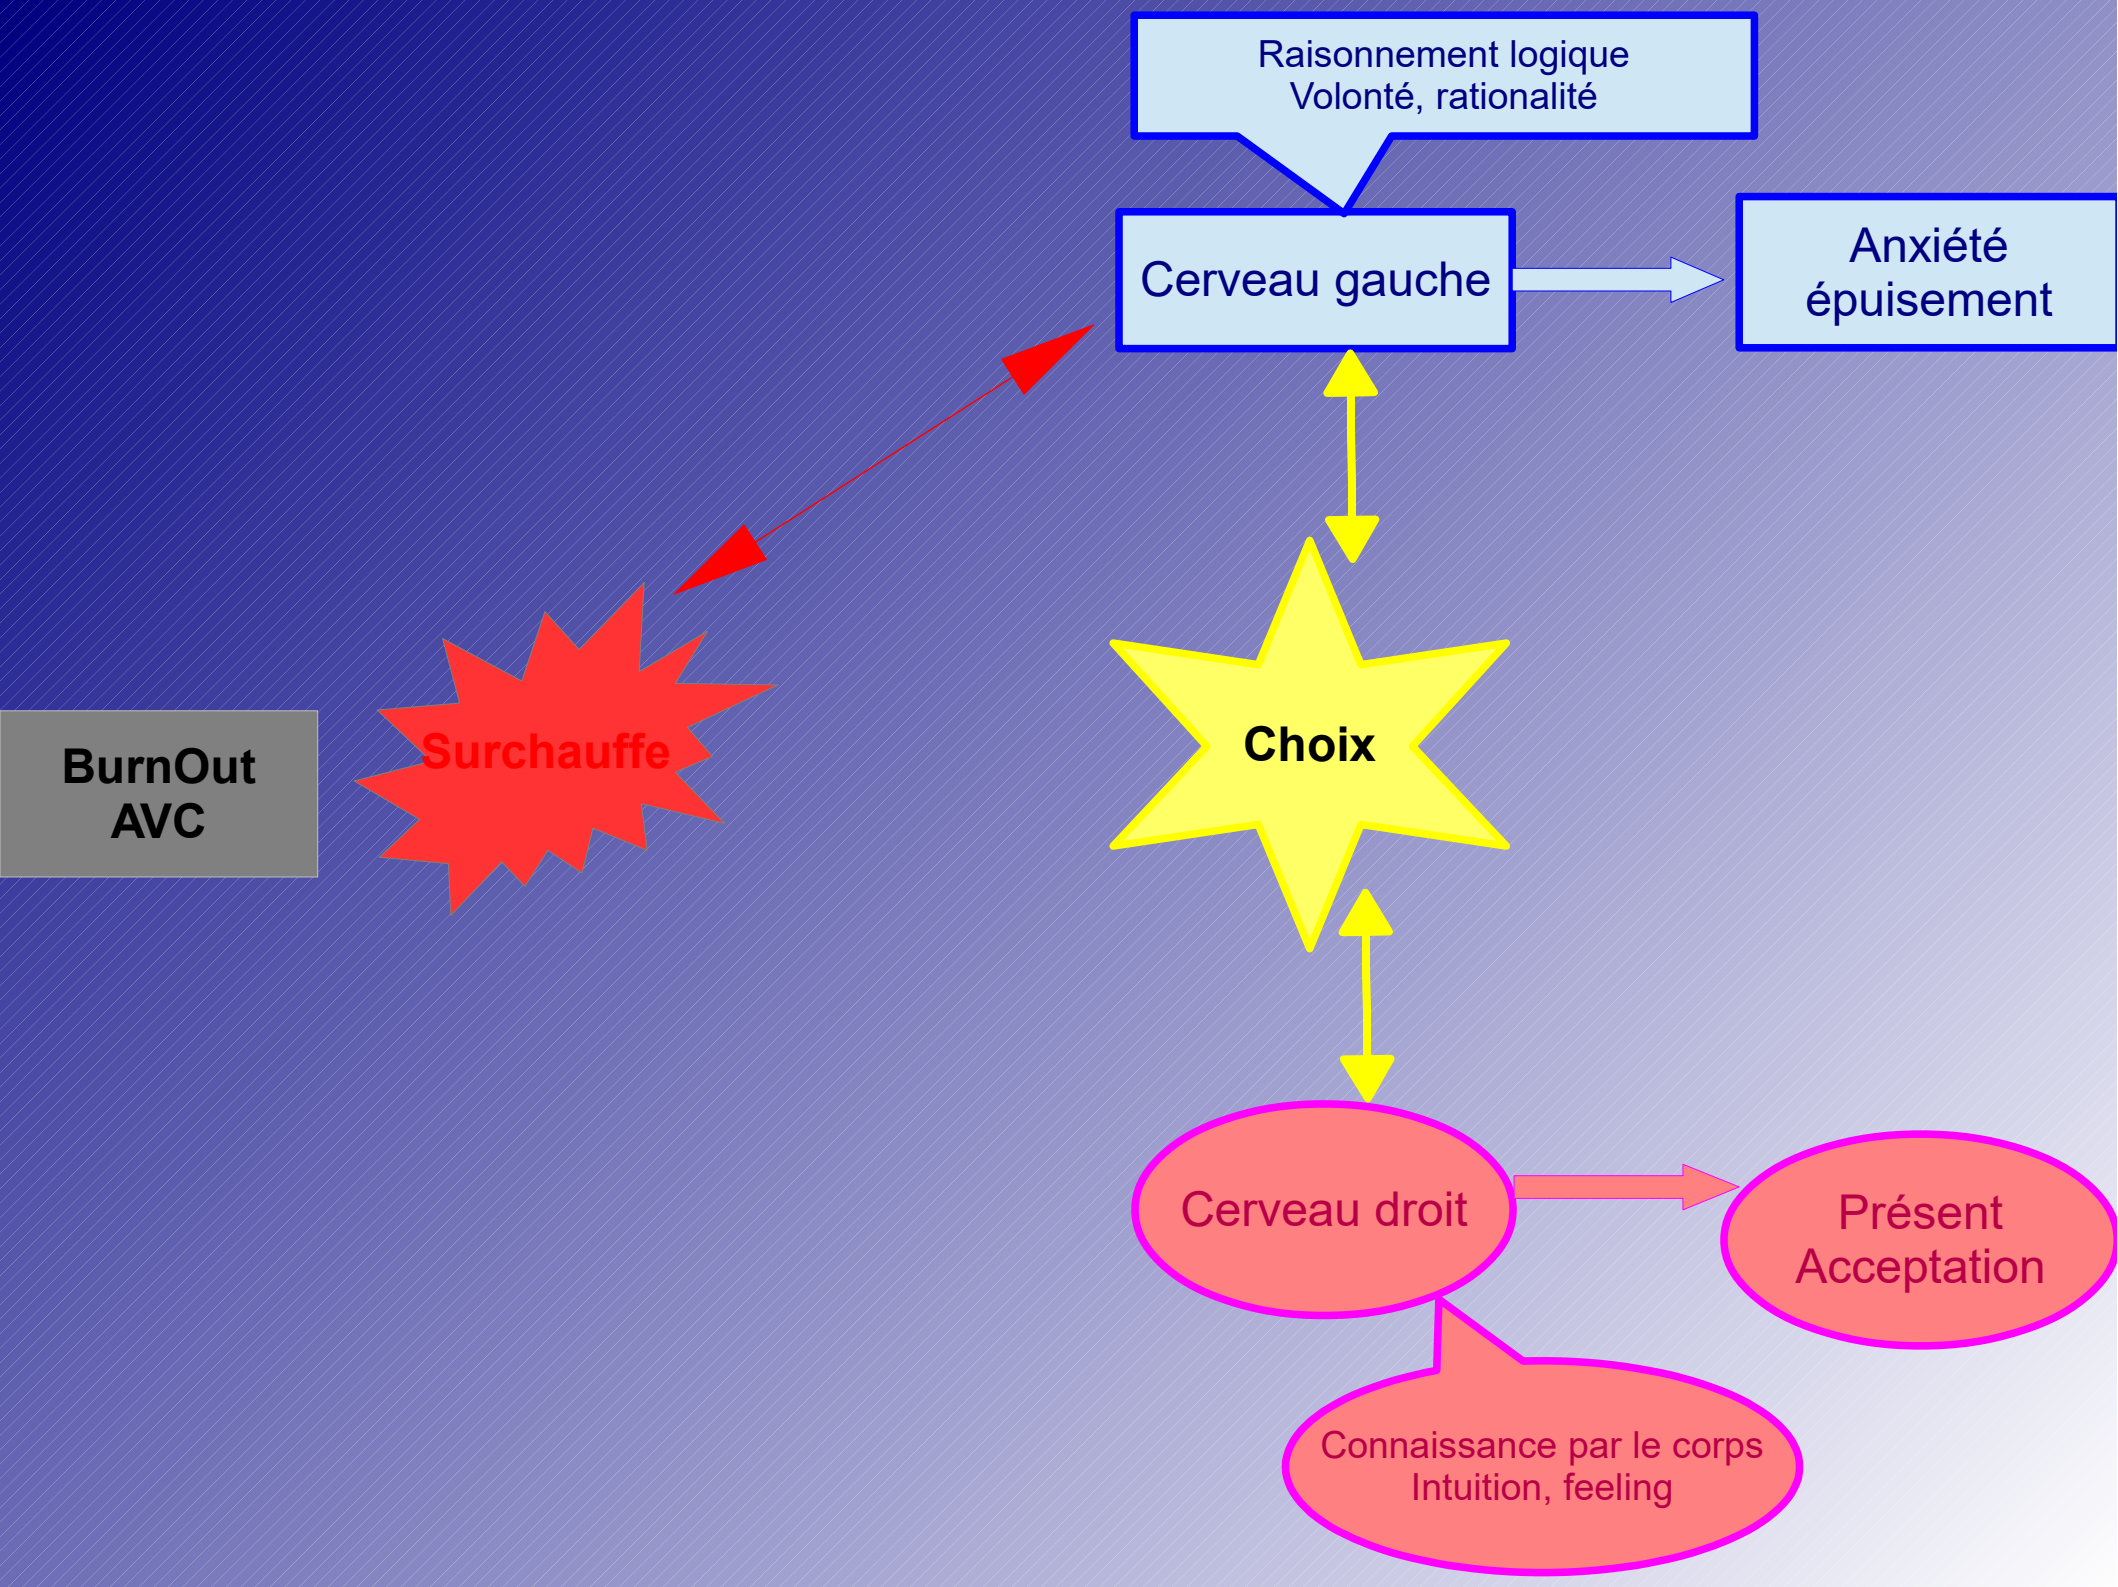 Raisonnement logique
Volonté, rationalité
Cerveau gauche
Anxiété
épuisement
Surchauffe
Choix
BurnOut
AVC
Cerveau droit
Présent
Acceptation
Connaissance par le corps
Intuition, feeling